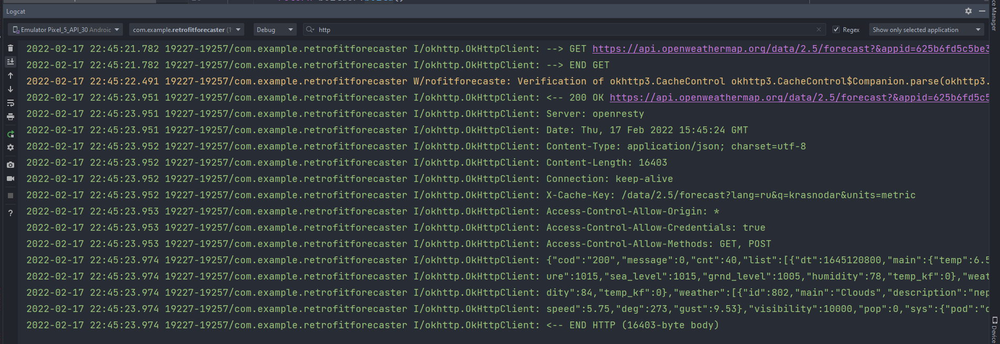 Logcat
Emulator Pixel_5_API_30 Androic
com.example.retrofitforecaster (1
Debug
http
Regex
Show only selected application
2022-02-17 22:45:21.782 19227-19257/com.example.retrofitforecaster I/okhttp.OkHttpClient: --> GET https://api.openweathermap.org/data/2.5/forecast?&appid=625b6fd5c5be3
2022-02-17 22:45:21.782 19227-19257/com.example.retrofitforecaster I/okhttp.OkHttpClient: --> END GET
2022-02-17 22:45:22.491 19227-19257/com.example.retrofitforecaster W/rofitforecaste: Verification of okhttp3.CacheControl okhttp3.CacheControl$Companion.parse(okhttp3.
2022-02-17 22:45:23.951 19227-19257/com.example.retrofitforecaster I/okhttp.OkHttpClient: <-- 200 OK https://api.openweathermap.org/data/2.5/forecast?&appid=625b6fd5c5
2022-02-17 22:45:23.951 19227-19257/com.example.retrofitforecaster I/okhttp.OkHttpClient: Server: openresty
2022-02-17 22:45:23.951 19227-19257/com.example.retrofitforecaster I/okhttp.OkHttpClient: Date: Thu, 17 Feb 2022 15:45:24 GMT
2022-02-17 22:45:23.952 19227-19257/com.example.retrofitforecaster I/okhttp.OkHttpClient: Content-Type: application/json; charset=utf-8
2022-02-17 22:45:23.952 19227-19257/com.example.retrofitforecaster I/okhttp.OkHttpClient: Content-Length: 16403
2022-02-17 22:45:23.952 19227-19257/com.example.retrofitforecaster I/okhttp.OkHttpClient: Connection: keep-alive
2022-02-17 22:45:23.952 19227-19257/com.example.retrofitforecaster I/okhttp.OkHttpClient: X-Cache-Key: /data/2.5/forecast?lang=ru&q=krasnodar&units=metric
2022-02-17 22:45:23.953 19227-19257/com.example.retrofitforecaster I/okhttp.OkHttpClient: Access-Control-Allow-Origin: *
2022-02-17 22:45:23.953 19227-19257/com.example.retrofitforecaster I/okhttp.OkHttpClient: Access-Control-Allow-Credentials: true
2022-02-17 22:45:23.953 19227-19257/com.example.retrofitforecaster I/okhttp.OkHttpClient: Access-Control-Allow-Methods: GET, POST
2022-02-17 22:45:23.974 19227-19257/com.example.retrofitforecaster I/okhttp.OkHttpClient: {"cod":"200","message":0,"cnt":40,"list":[{"dt":1645120800,"main":{"temp":6.5
2022-02-17 22:45:23.974 19227-19257/com.example.retrofitforecaster I/okhttp.OkHttpClient: ure":1015,"sea_level":1015,"grnd_level":1005,"humidity":78,"temp_kf":0},"weat
2022-02-17 22:45:23.974 19227-19257/com.example.retrofitforecaster I/okhttp.OkHttpClient: dity":84,"temp_kf":0},"weather":[{"id":802,"main":"Clouds","description":"пер
2022-02-17 22:45:23.974 19227-19257/com.example.retrofitforecaster I/okhttp.OkHttpClient: speed":5.75,"deg":273,"gust":9.53},"visibility":10000,"pop":0,"sys":{"pod":"d
2022-02-17 22:45:23.974 19227-19257/com.example.retrofitforecaster I/okhttp.OkHttpClient: <-- END HTTP (16403-byte body)
ce Manager
Device